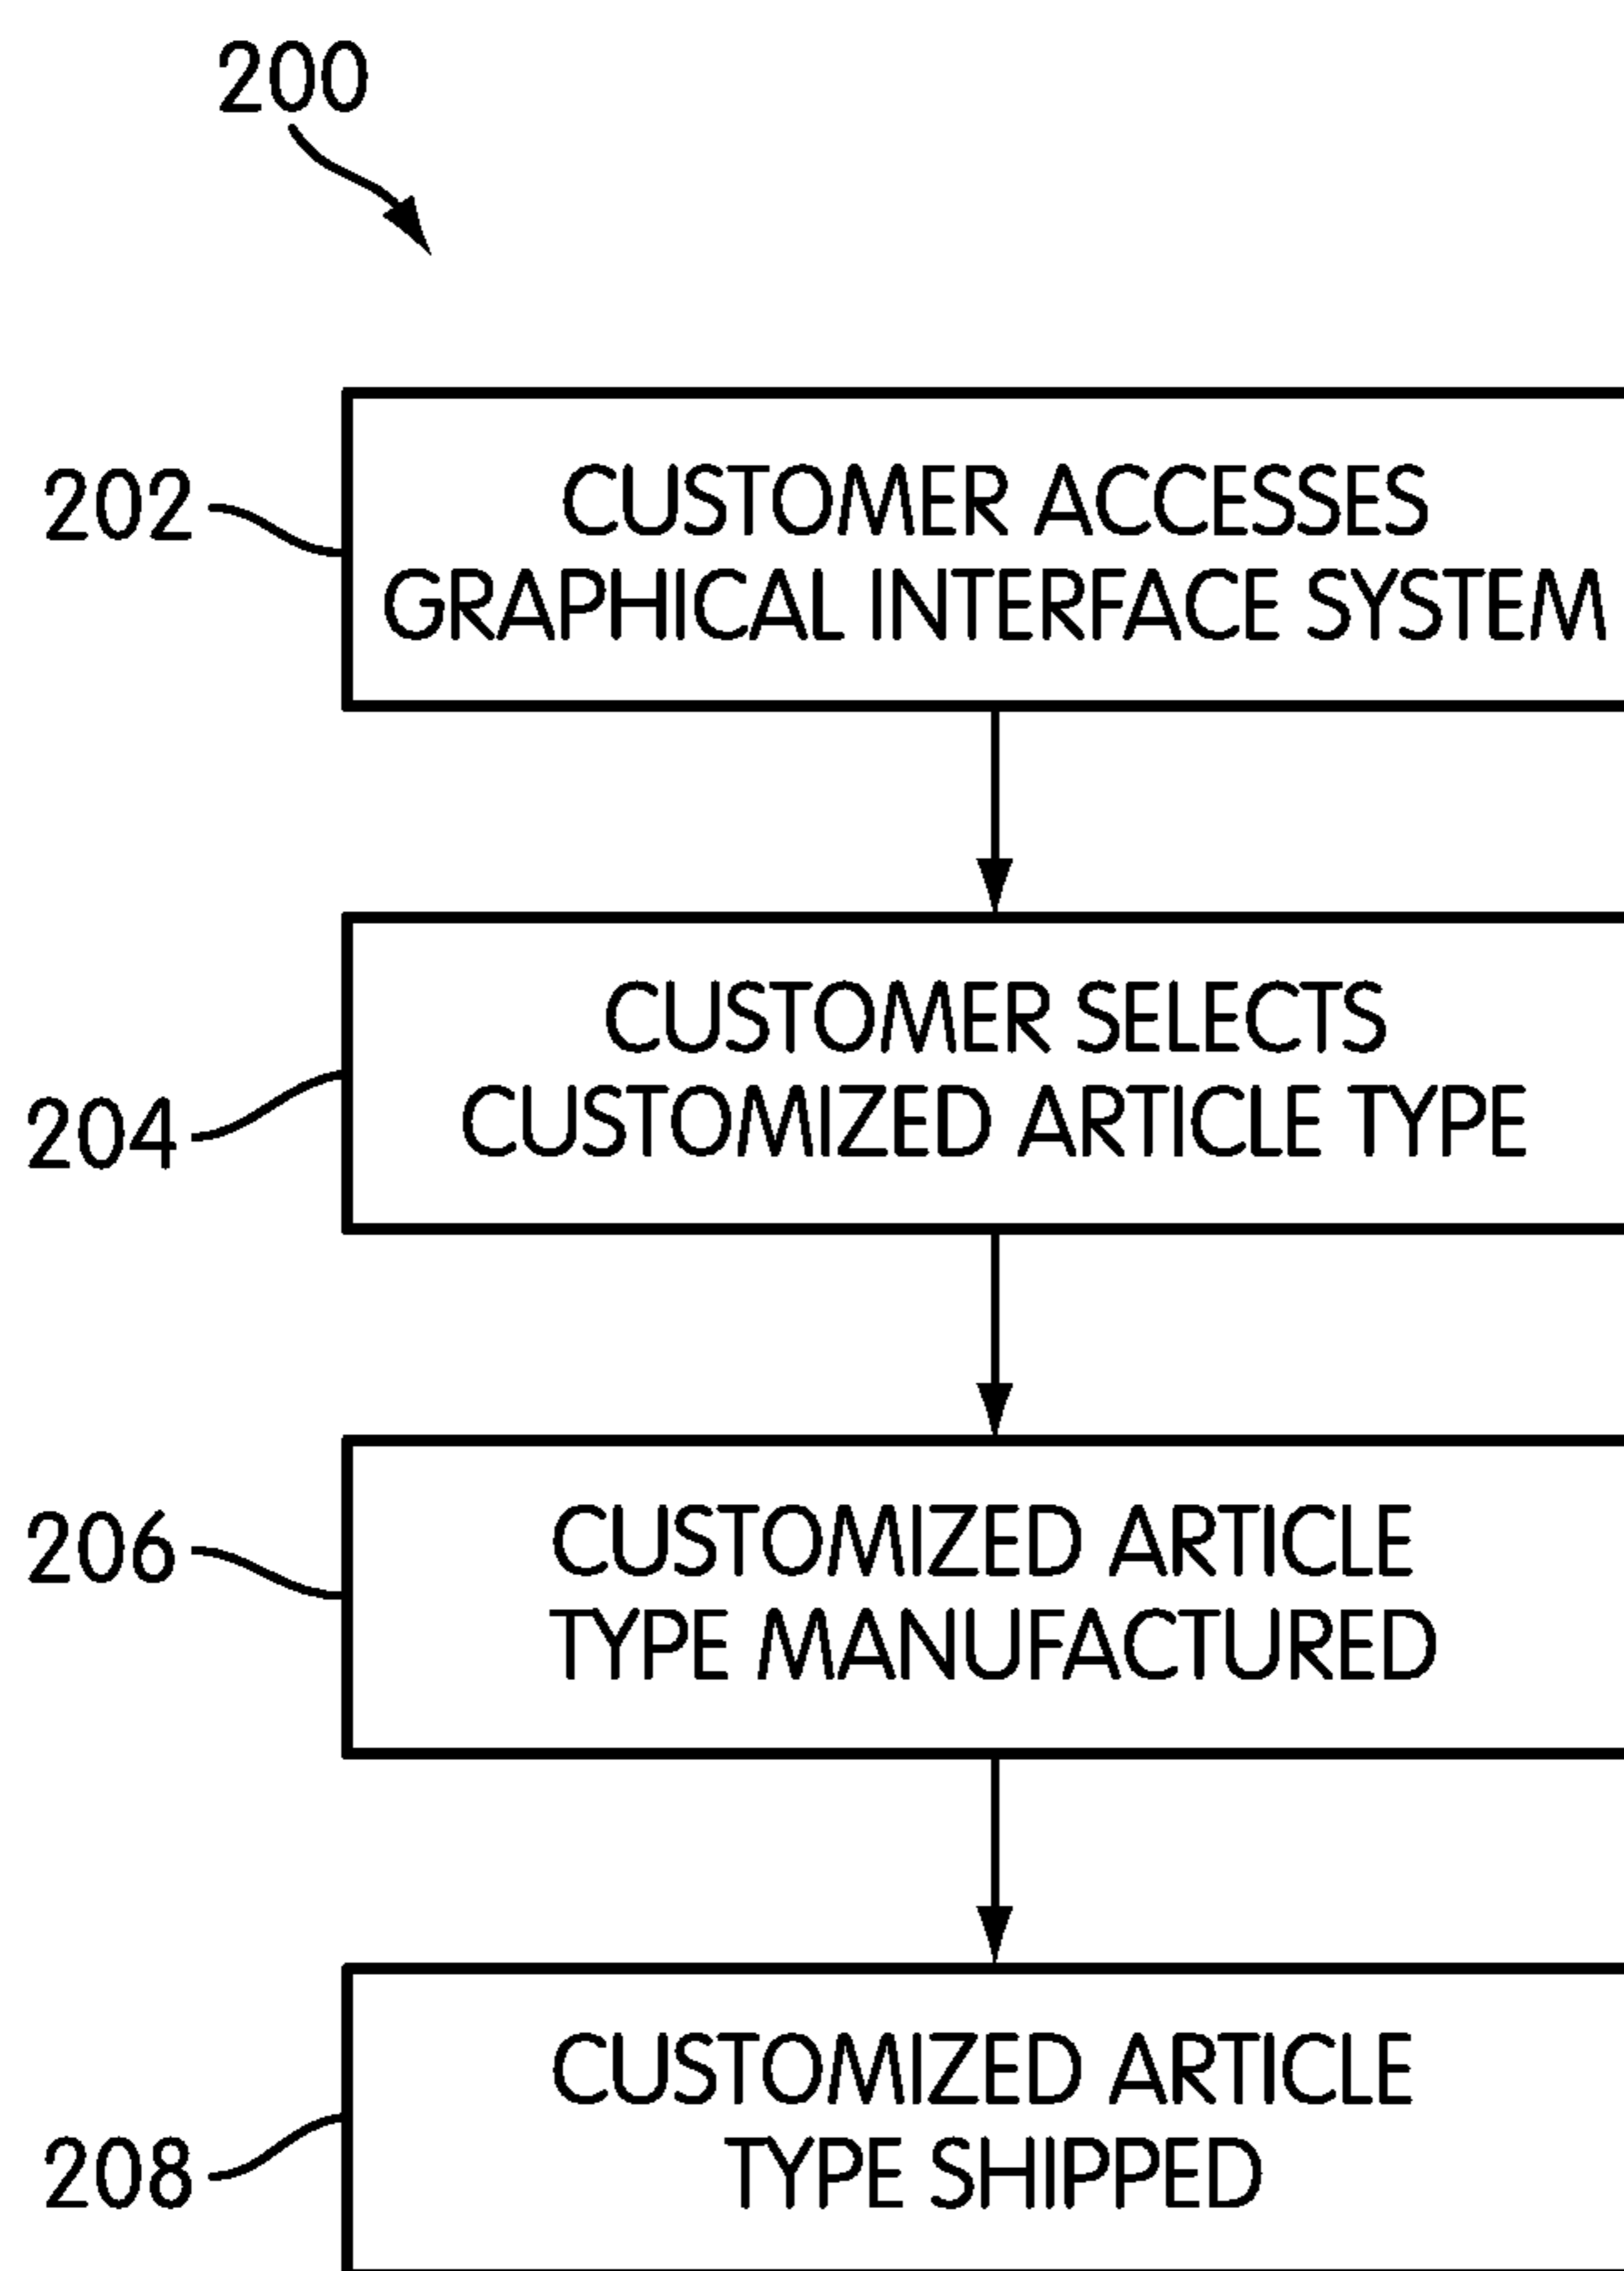 200
202
CUSTOMER ACCESSES
GRAPHICAL INTERFACE SYSTEM
204
CUSTOMER SELECTS
CUSTOMIZED ARTICLE TYPE
206
CUSTOMIZED ARTICLE
TYPE MANUFACTURED
208
CUSTOMIZED ARTICLE
TYPE SHIPPED